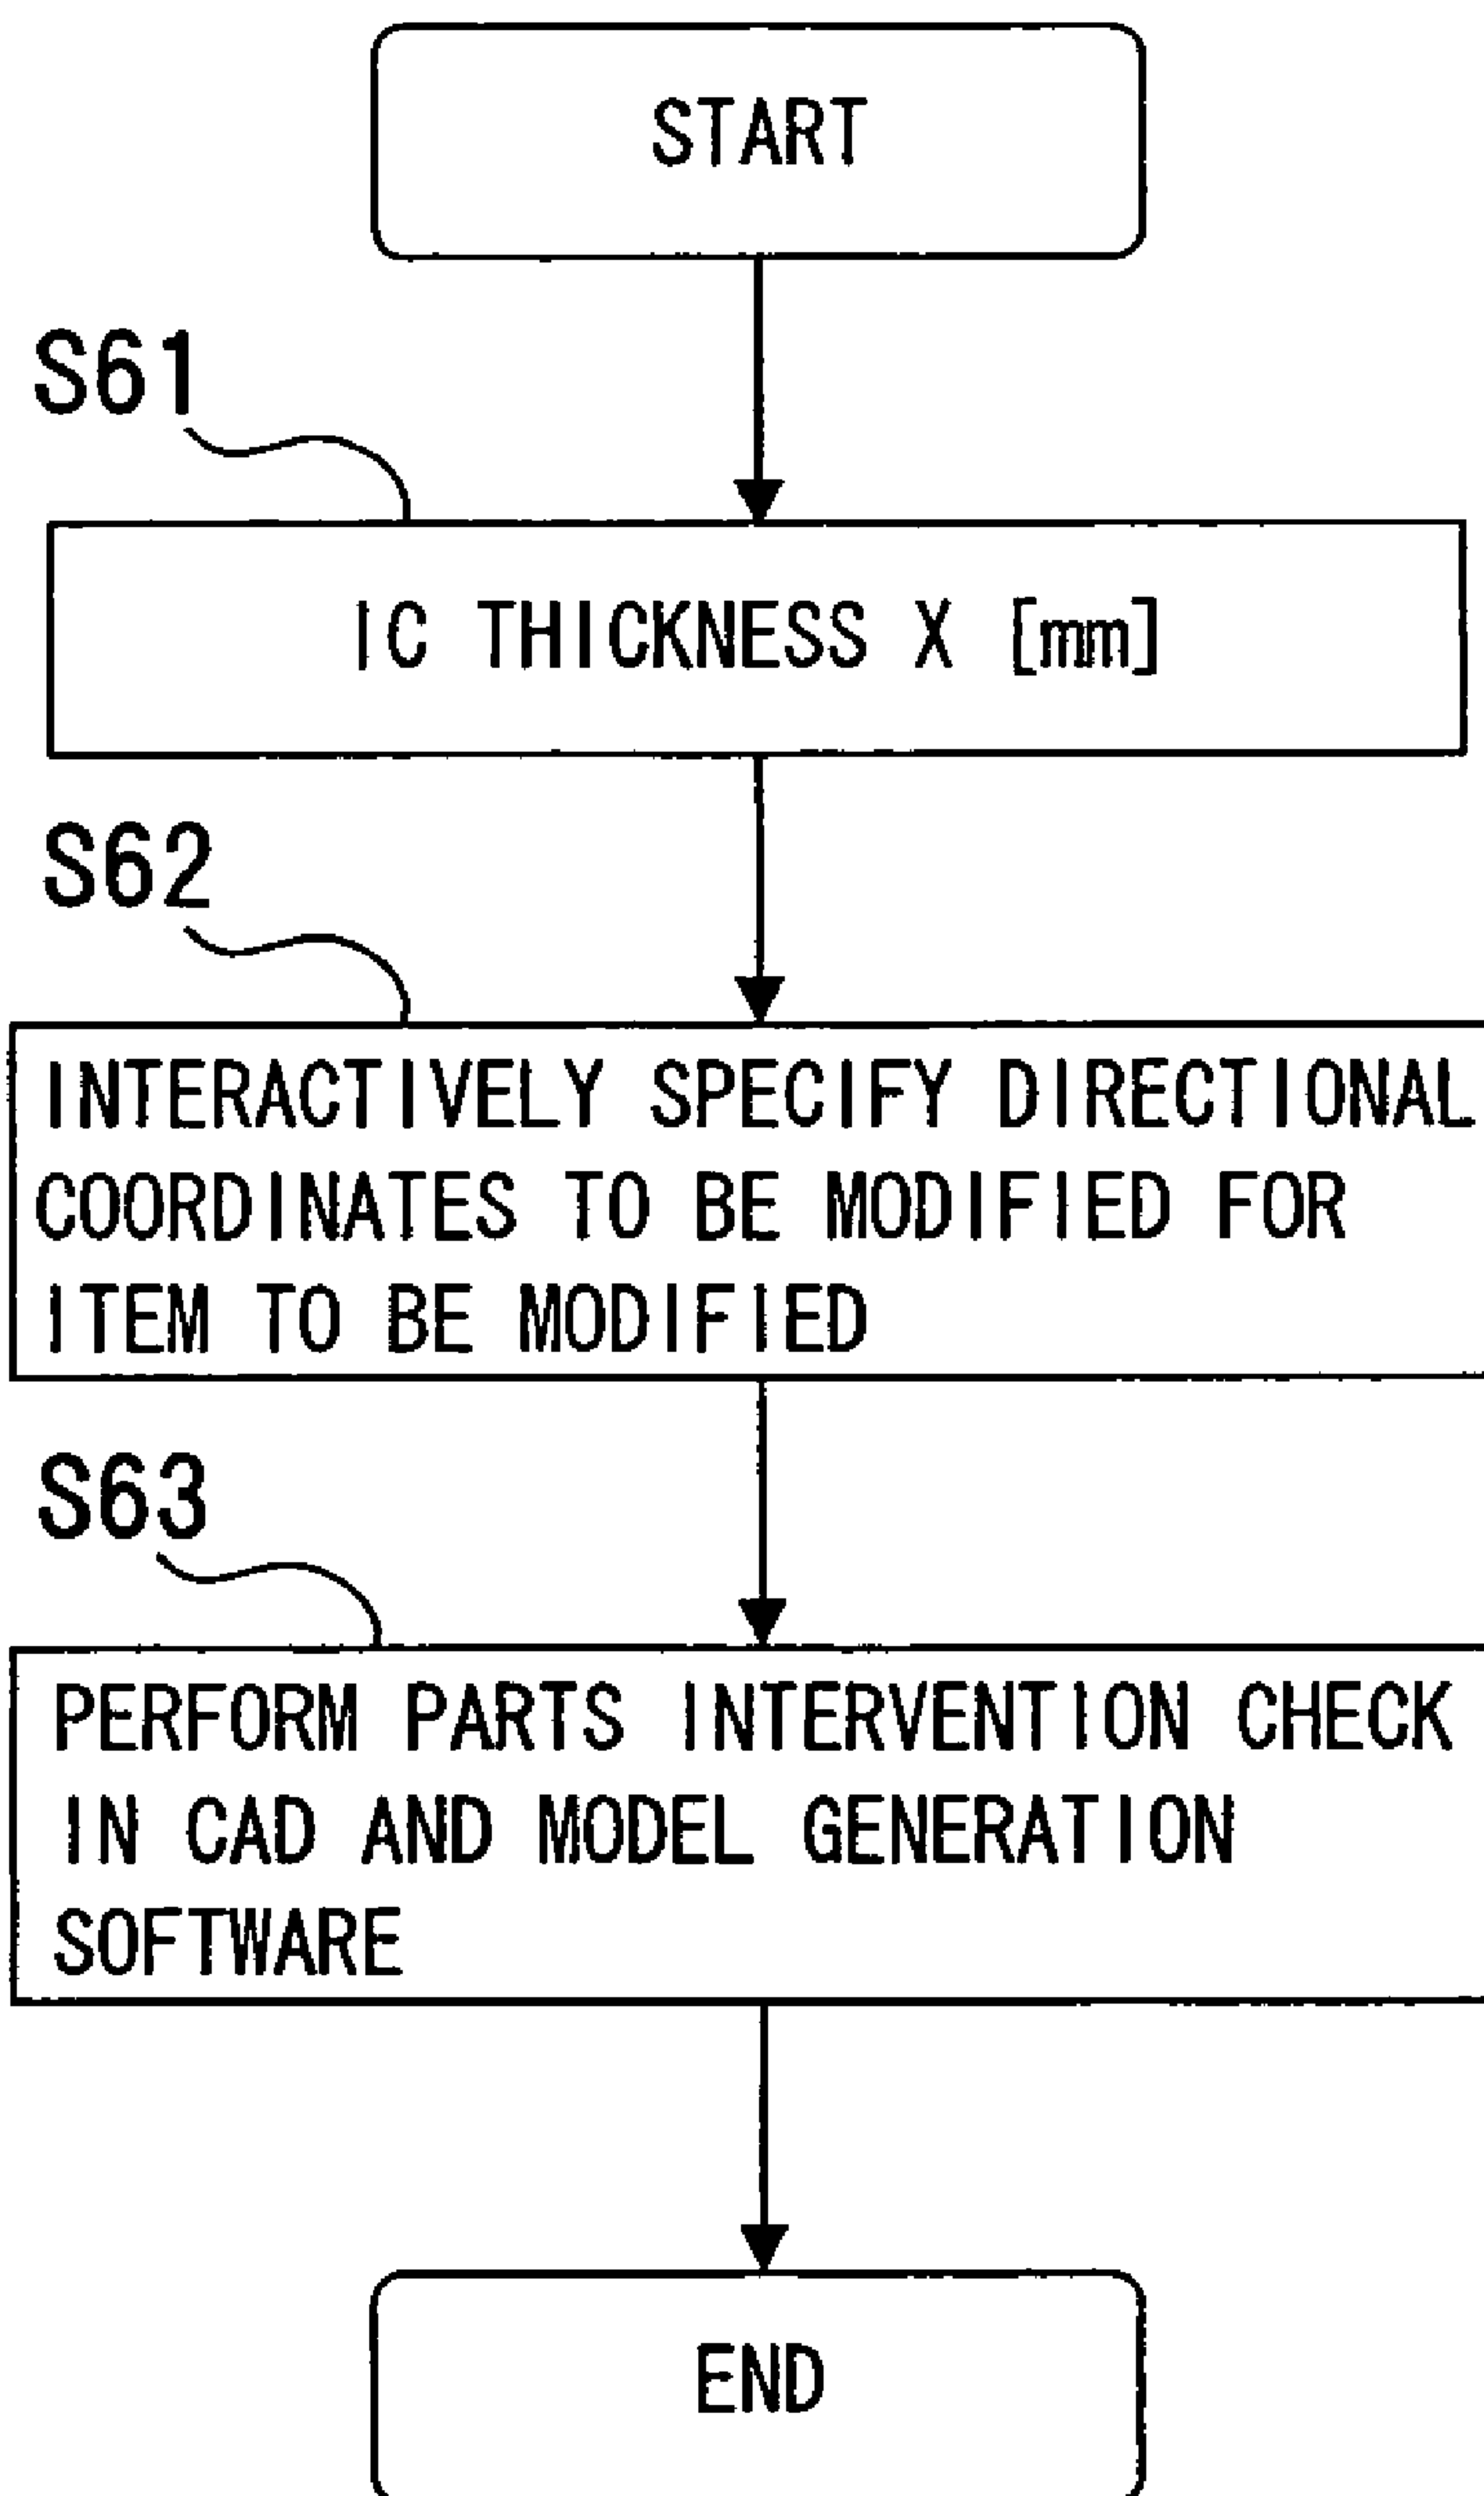 START
S61
IC THICKNESS X [mm]
S62
INTERACTIVELY SPECIFY DIRECTIONAL
COORDINATES TO BE MODIFIED FOR
ITEM TO BE MODIFIED
S63
PERFORM PARTS INTERVENTION CHECK
IN CAD AND MODEL GENERATION
SOFTWARE
END